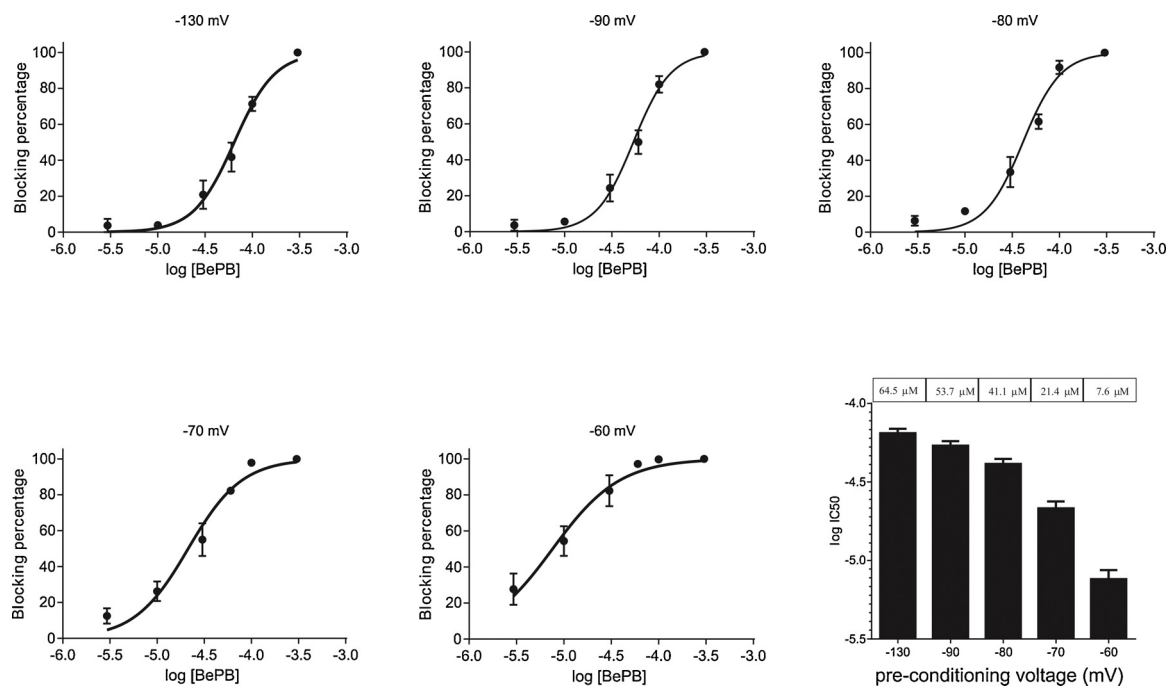 -130 mV
Blocking percentage
100
80
60
40
20
0
-6.0 -5.5 -5.0 -4.5 -4.0 -3.5 -3.0
log [BePB]
-90 mV
Blocking percentage
100
80
60
40
20
0
-6.0 -5.5 -5.0 -4.5 -4.0 -3.5 -3.0
log [BePB]
-80 mV
Blocking percentage
100
80
60
40
20
0
-6.0 -5.5 -5.0 -4.5 -4.0 -3.5 -3.0
log [BePB]
-70 mV
Blocking percentage
100
80
60
40
20
0
-6.0 -5.5 -5.0 -4.5 -4.0 -3.5 -3.0
log [BePB]
-60 mV
Blocking percentage
100
80
60
40
20
0
-6.0 -5.5 -5.0 -4.5 -4.0 -3.5 -3.0
log [BePB]
64.5 µM 53.7 µM 41.1 µM 21.4 µM 7.6 µM
log IC50
-4.0
-4.5
-5.0
-5.5
-130 -90 -80 -70 -60
pre-conditioning voltage (mV)